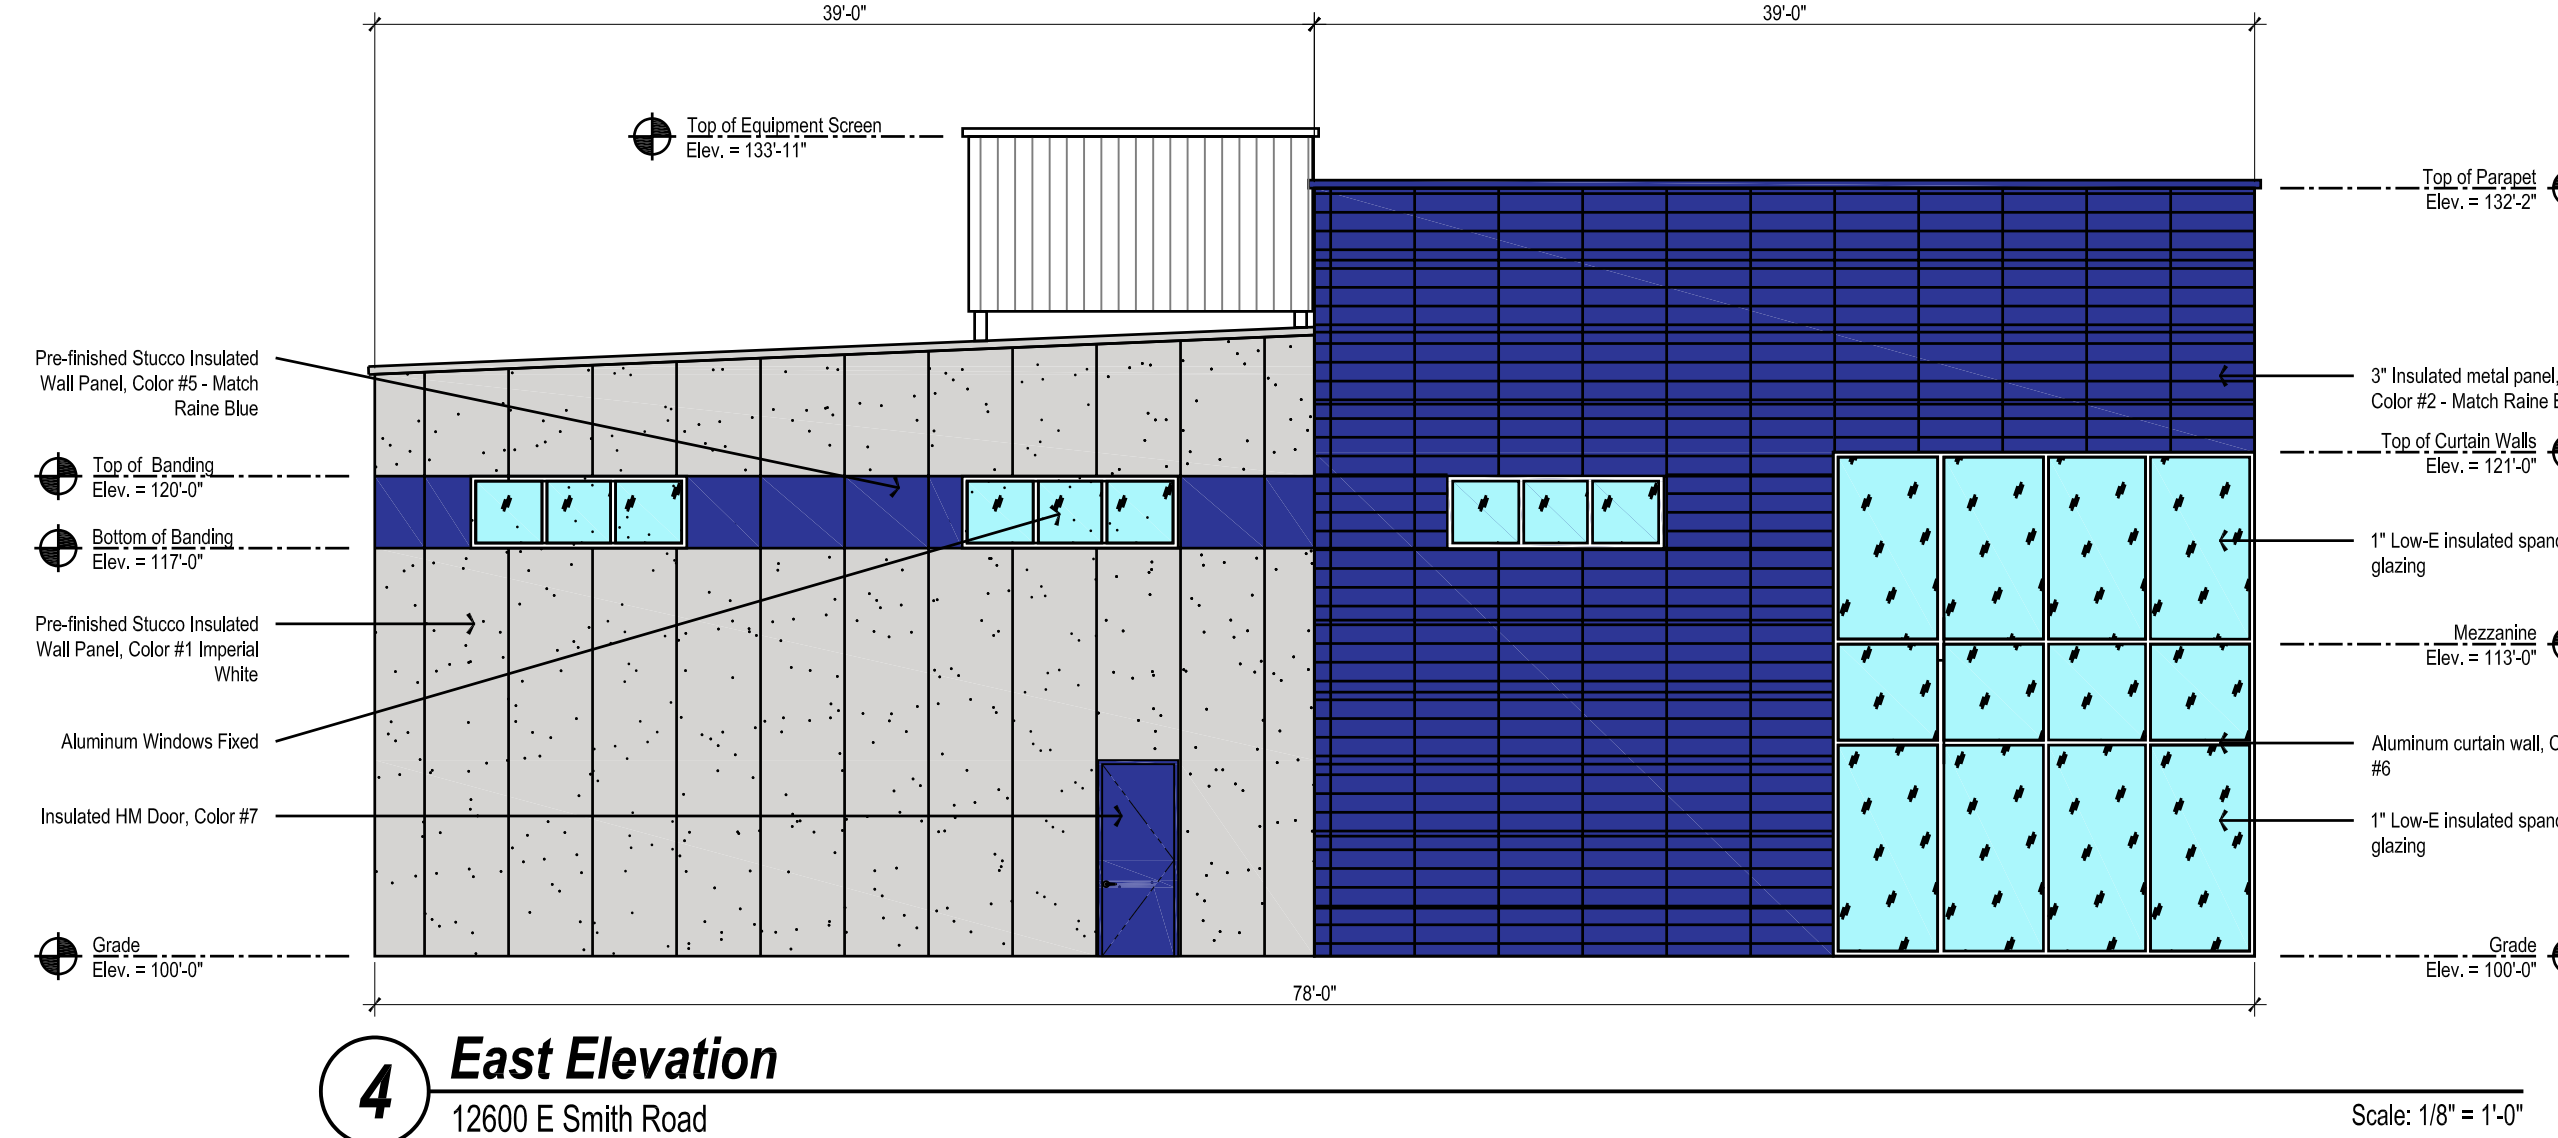 39'-0"
39'-0"
Top of Equipment Screen
Elev. = 133'-11"
Top of Parapet
Elev. = 132'-2"
Pre-finished Stucco Insulated
Wall Panel, Color #5 - Match
Raine Blue
3" Insulated metal panel,
Color #2 - Match Raine
Top of Curtain Walls
Elev. = 121'-0"
Top of Banding
Elev. = 120'-0"
Bottom of Banding
Elev. = 117'-0"
1" Low-E insulated
glazing
Pre-finished Stucco Insulated
Wall Panel, Color #1 Imperial
White
Mezzanine
Elev. = 113'-0"
Aluminum Windows Fixed
Aluminum curtain wall,
#6
Insulated HM Door, Color #7
1" Low-E insulated
glazing
Grade
Elev. = 100'-0"
Grade
Elev. = 100'-0"
78'-0"
4
East Elevation
12600 E Smith Road
Scale: 1/8" = 1'-0"